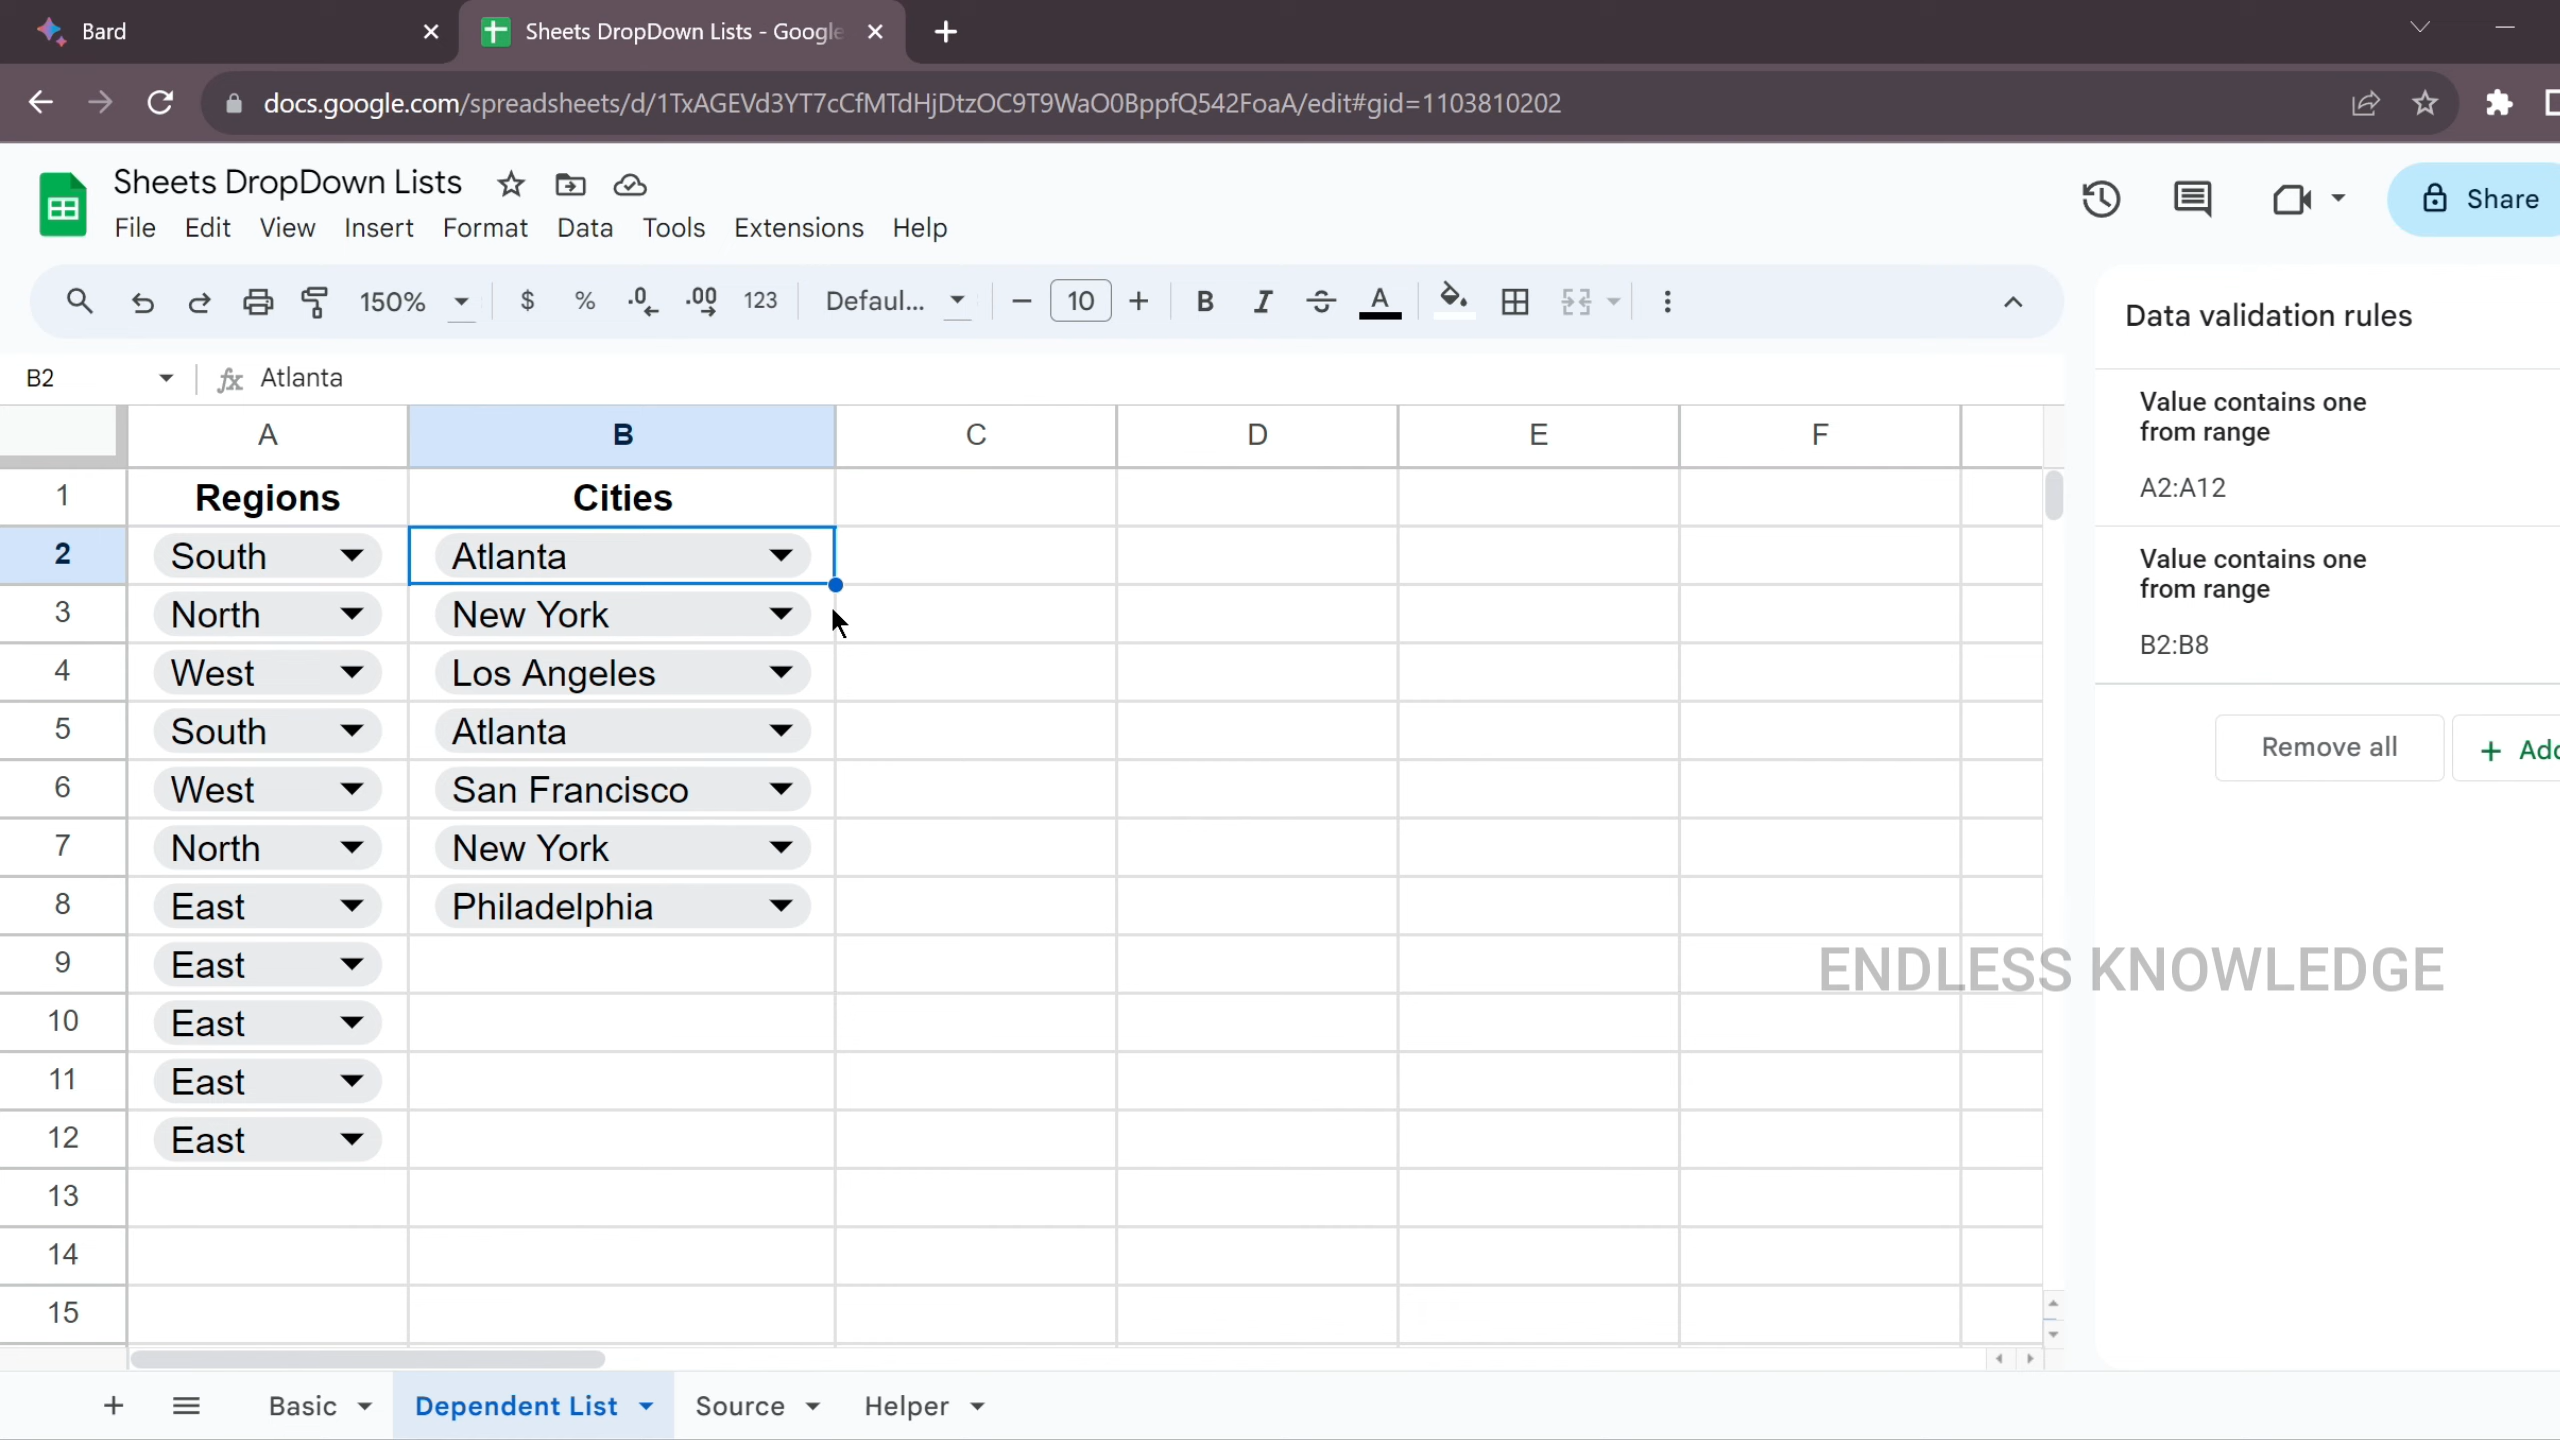 Bard
Sheets DropDown Lists - Google
docs.google.com/spreadsheets/d/1TxAGEVd3YT7cCfMTdHjDtzOC9T9WaO0BppfQ542FoaA/edit#gid=1103810202
Sheets DropDown Lists
File Edit View Insert Format Data Tools Extensions Help
Share
150% $ % .0 .00 123 Defaul... 10 B I S A
Data validation rules
B2 fx Atlanta
Value contains one
from range
A2:A12
Value contains one
from range
B2:B8
Remove all
+ Add
A B C D E F
1 Regions Cities
2 South Atlanta
3 North New York
4 West Los Angeles
5 South Atlanta
6 West San Francisco
7 North New York
8 East Philadelphia
9 East
10 East
11 East
12 East
13
14
15
ENDLESS KNOWLEDGE
Basic Dependent List Source Helper